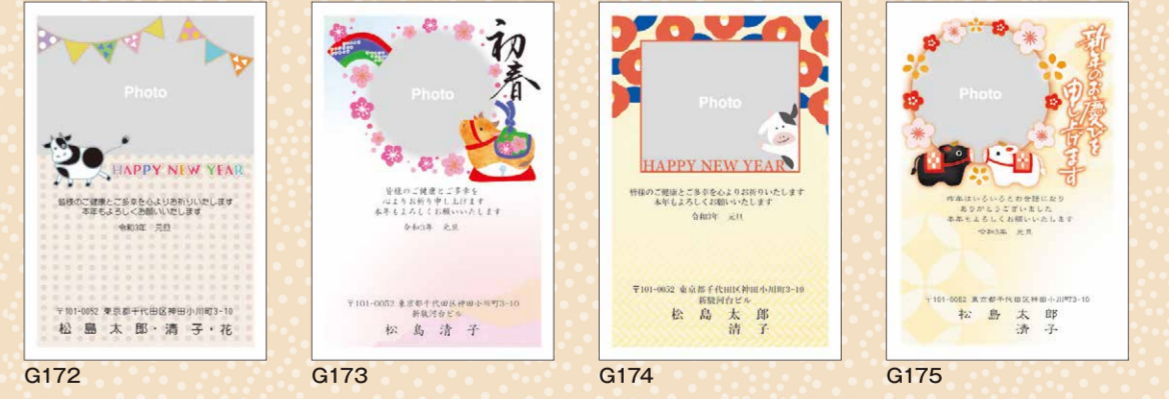 Photo
HAPPY NEW YEAR
皆様のご健康とご多幸を心よりお祈りいたします
本年もよろしくお願いいたします
令和3年 元旦
〒101-0052 東京都千代田区神田小川町3-10
松島太郎・清子・花
G172
初春
Photo
皆様のご健康とご多幸を
心よりお祈り申し上げます
本年もよろしくお願いいたします
令和3年 元旦
〒101-0052 東京都千代田区神田小川町3-10
新駿河台ビル
松島清子
G173
Photo
HAPPY NEW YEAR
皆様のご健康とご多幸を心よりお祈りいたします
本年もよろしくお願いいたします
令和3年 元旦
〒101-0052 東京都千代田区神田小川町3-10
新駿河台ビル
松島太郎
清子
G174
新年のお慶びを
申し上げます
Photo
昨年はいろいろとお世話になり
ありがとうございました
本年もよろしくお願いいたします
令和3年 元旦
〒101-0052 東京都千代田区神田小川町3-10
松島太郎
清子
G175